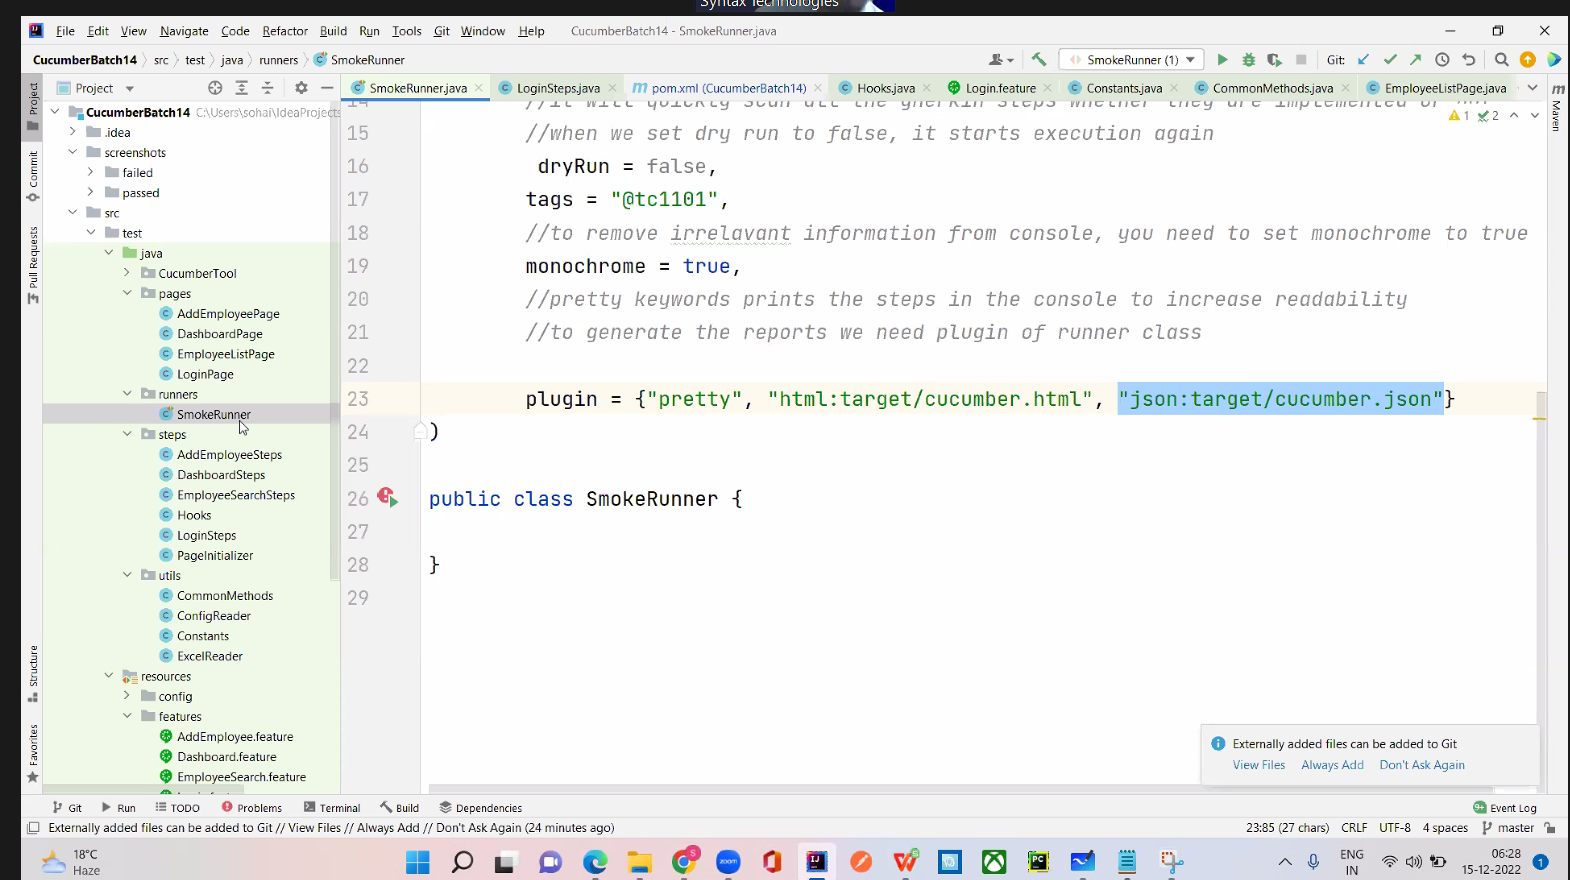 Syntax Technologies
File Edit View Navigate Code Refactor Build Run Tools Git Window Help CucumberBatch14 - SmokeRunner.java
CucumberBatch14 src test java runners SmokeRunner SmokeRunner (1) Git:
Project SmokeRunner.java LoginSteps.java pom.xml (CucumberBatch14) Hooks.java Login.feature Constants.java CommonMethods.java EmployeeListPage.java
Project
Commit
Pull Requests
Structure
Favorites
Maven
CucumberBatch14 C:\Users\sohai\IdeaProjects
.idea
screenshots
failed
passed
src
test
java
CucumberTool
pages
AddEmployeePage
DashboardPage
EmployeeListPage
LoginPage
runners
SmokeRunner
steps
AddEmployeeSteps
DashboardSteps
EmployeeSearchSteps
Hooks
LoginSteps
PageInitializer
utils
CommonMethods
ConfigReader
Constants
ExcelReader
resources
config
features
AddEmployee.feature
Dashboard.feature
EmployeeSearch.feature
1 2
14 //it will quickly scan all the gherkin steps whether they are implemented or not
15 //when we set dry run to false, it starts execution again
16 dryRun = false,
17 tags = "@tc1101",
18 //to remove irrelavant information from console, you need to set monochrome to true
19 monochrome = true,
20 //pretty keywords prints the steps in the console to increase readability
21 //to generate the reports we need plugin of runner class
22
23 plugin = {"pretty", "html:target/cucumber.html", "json:target/cucumber.json"}
24 )
25
26 public class SmokeRunner {
27
28 }
29
Externally added files can be added to Git
View Files Always Add Don't Ask Again
Git Run TODO Problems Terminal Build Dependencies 9+ Event Log
Externally added files can be added to Git // View Files // Always Add // Don't Ask Again (24 minutes ago) 23:85 (27 chars) CRLF UTF-8 4 spaces master
18°C
Haze
ENG
IN
06:28
15-12-2022
1